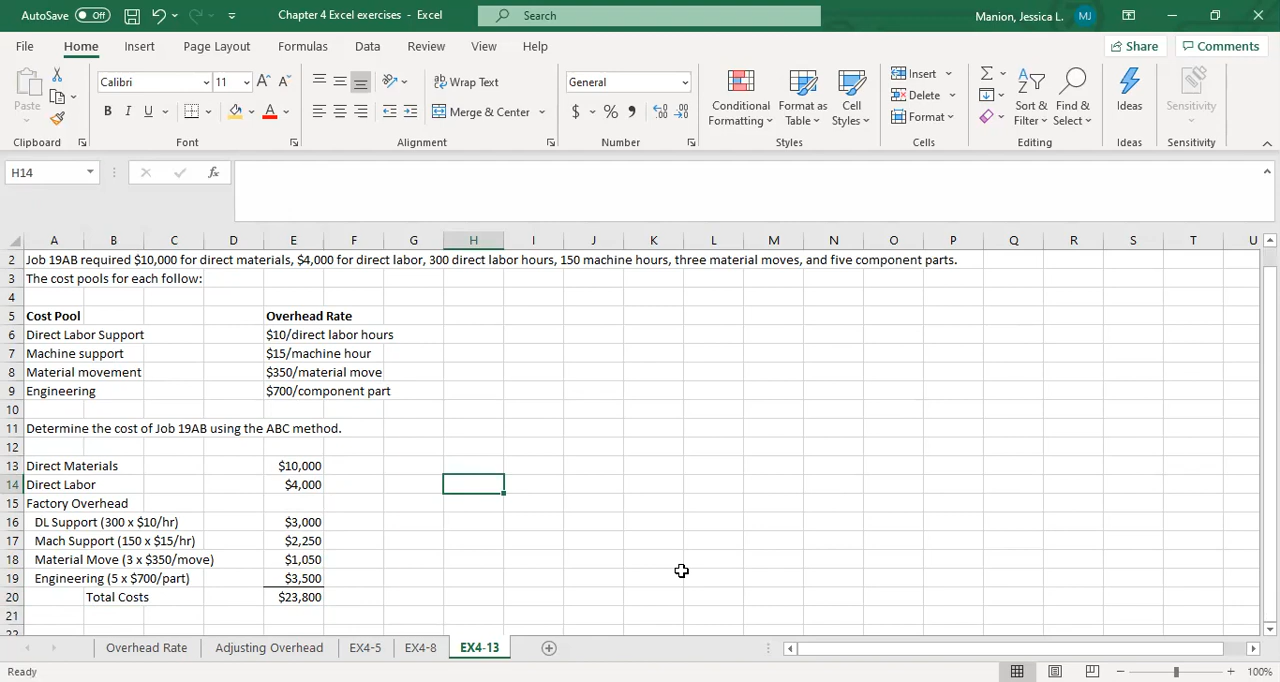 AutoSave Off Chapter 4 Excel exercises - Excel Search Manion, Jessica L. MJ
File Home Insert Page Layout Formulas Data Review View Help Share Comments
Paste
Calibri 11 A A
B I U A
Wrap Text
Merge & Center
General
$ % ,
Conditional Formatting
Format as Table
Cell Styles
Insert
Delete
Format
Sort & Filter
Find & Select
Ideas
Sensitivity
Clipboard Font Alignment Number Styles Cells Editing Ideas Sensitivity
H14 fx
A B C D E F G H I J K L M N O P Q R S T U
2 Job 19AB required $10,000 for direct materials, $4,000 for direct labor, 300 direct labor hours, 150 machine hours, three material moves, and five component parts.
3 The cost pools for each follow:
4
5 Cost Pool Overhead Rate
6 Direct Labor Support $10/direct labor hours
7 Machine support $15/machine hour
8 Material movement $350/material move
9 Engineering $700/component part
10
11 Determine the cost of Job 19AB using the ABC method.
12
13 Direct Materials $10,000
14 Direct Labor $4,000
15 Factory Overhead
16 DL Support (300 x $10/hr) $3,000
17 Mach Support (150 x $15/hr) $2,250
18 Material Move (3 x $350/move) $1,050
19 Engineering (5 x $700/part) $3,500
20 Total Costs $23,800
21
22
Overhead Rate Adjusting Overhead EX4-5 EX4-8 EX4-13
Ready 100%